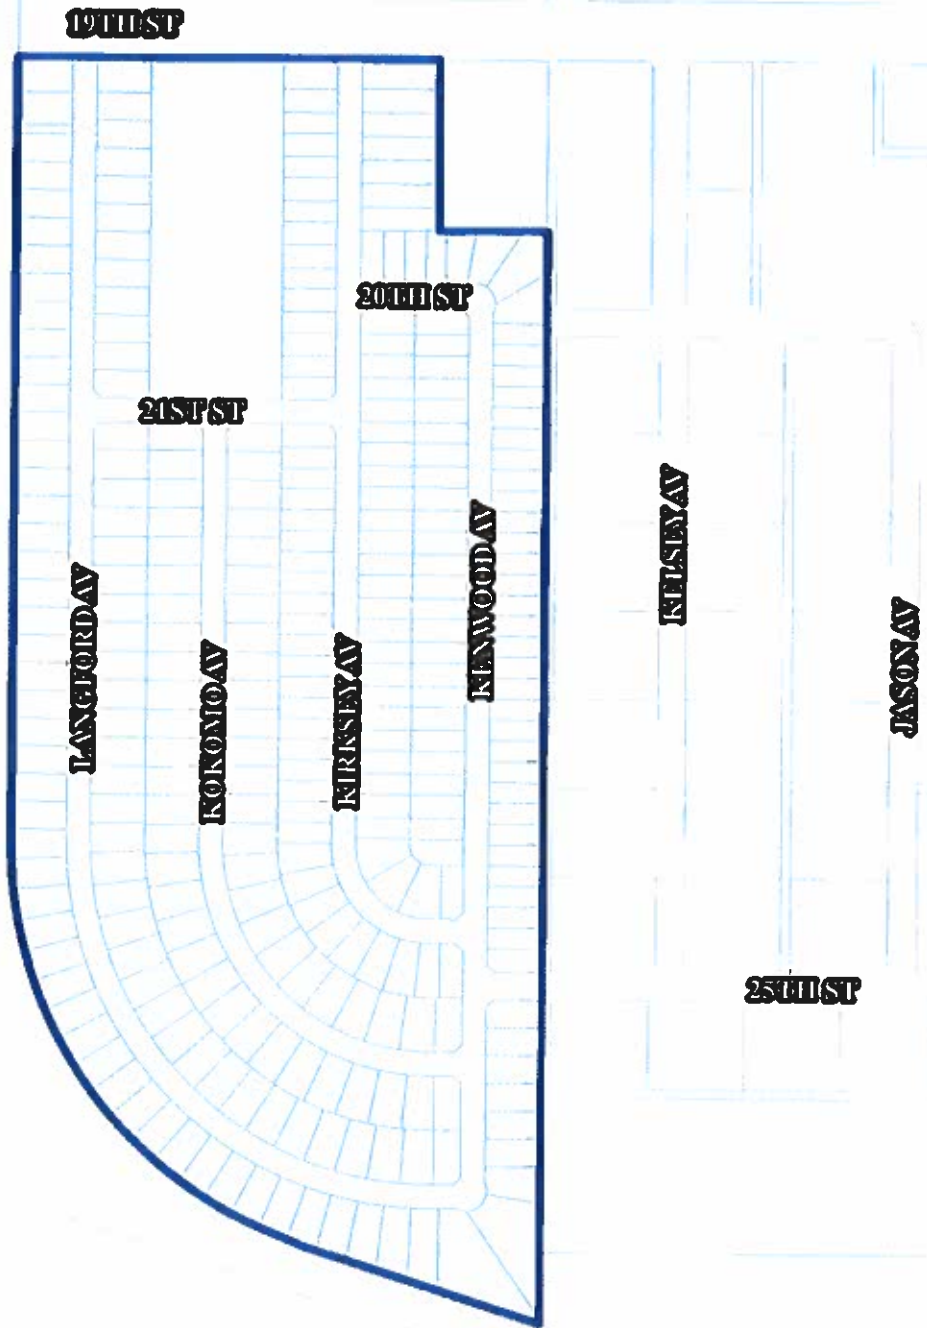 19TH ST
20TH ST
21ST ST
KELSEY AV
KENWOOD AV
LANGFORD AV
JASON AV
KIRKSEY AV
KOKOMO AV
25TH ST